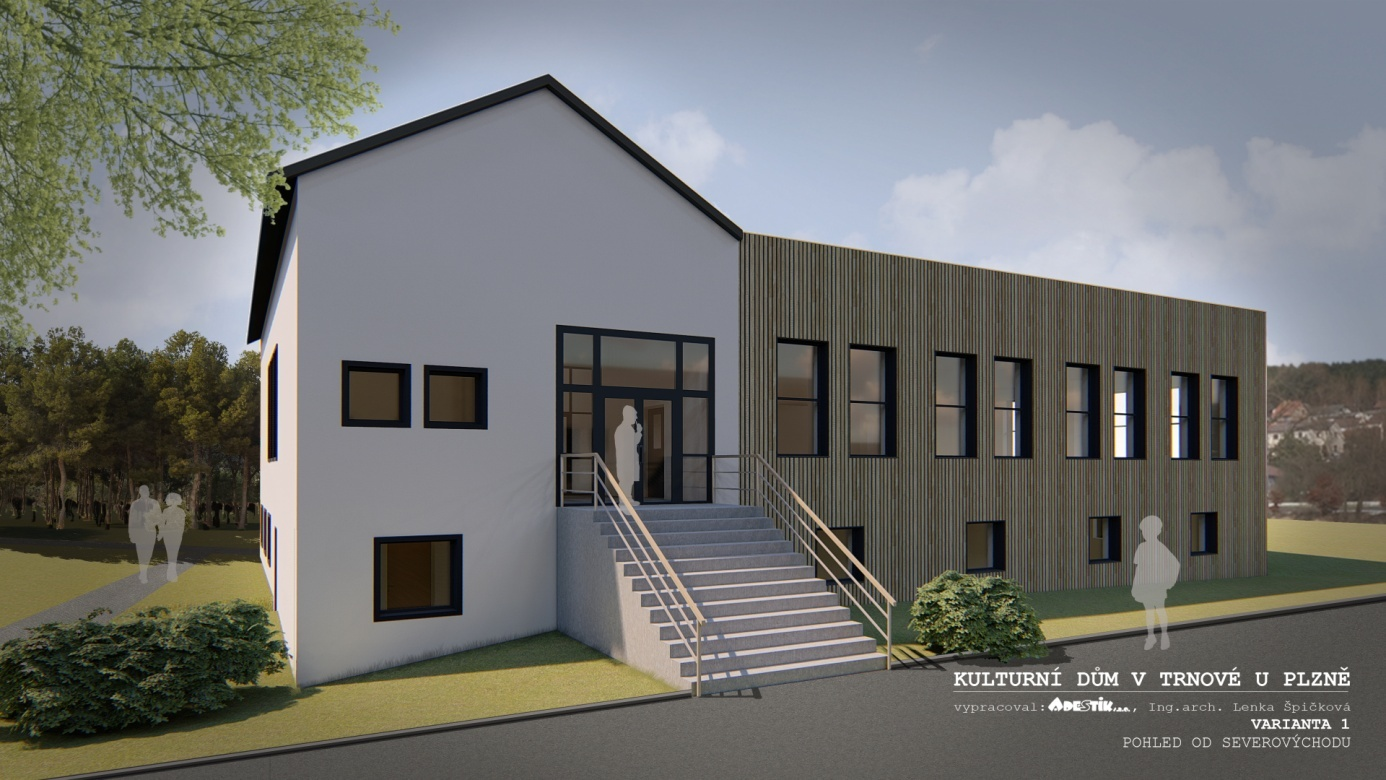 KULTURNÍ DŮM V TRNOVÉ U PLZNĚ
vypracoval: ADESTIK s.r.o., Ing.arch. Lenka Špičková
VARIANTA 1
POHLED OD SEVEROVÝCHODU